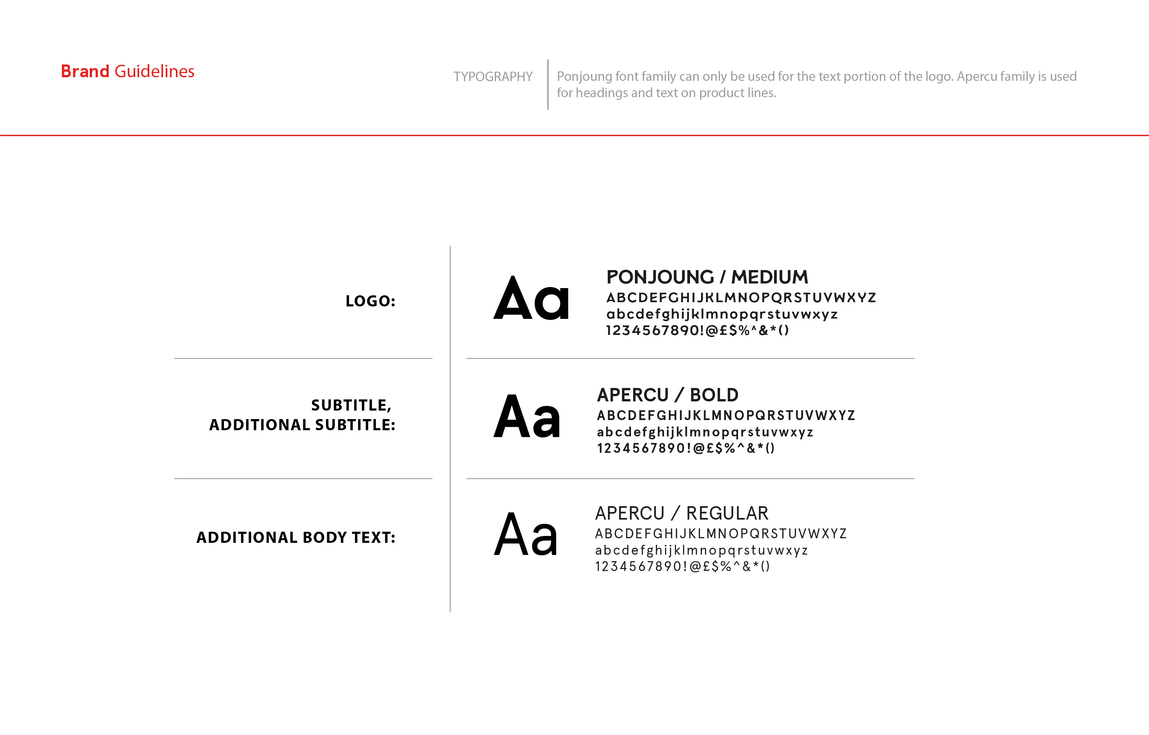 Brand Guidelines
TYPOGRAPHY
Ponjoung font family can only be used for the text portion of the logo. Apercu family is used
for headings and text on product lines.
LOGO:
Aa
PONJOUNG / MEDIUM
ABCDEFGHIJKLMNOPQRSTUVWXYZ
abcdefghijklmnopqrstuvwxyz
1234567890!@£$%^&*()
SUBTITLE,
ADDITIONAL SUBTITLE:
Aa
APERCU / BOLD
ABCDEFGHIJKLMNOPQRSTUVWXYZ
abcdefghijklmnopqrstuvwxyz
1234567890!@£$%^&*()
ADDITIONAL BODY TEXT:
Aa
APERCU / REGULAR
ABCDEFGHIJKLMNOPQRSTUVWXYZ
abcdefghijklmnopqrstuvwxyz
1234567890!@£$%^&*()